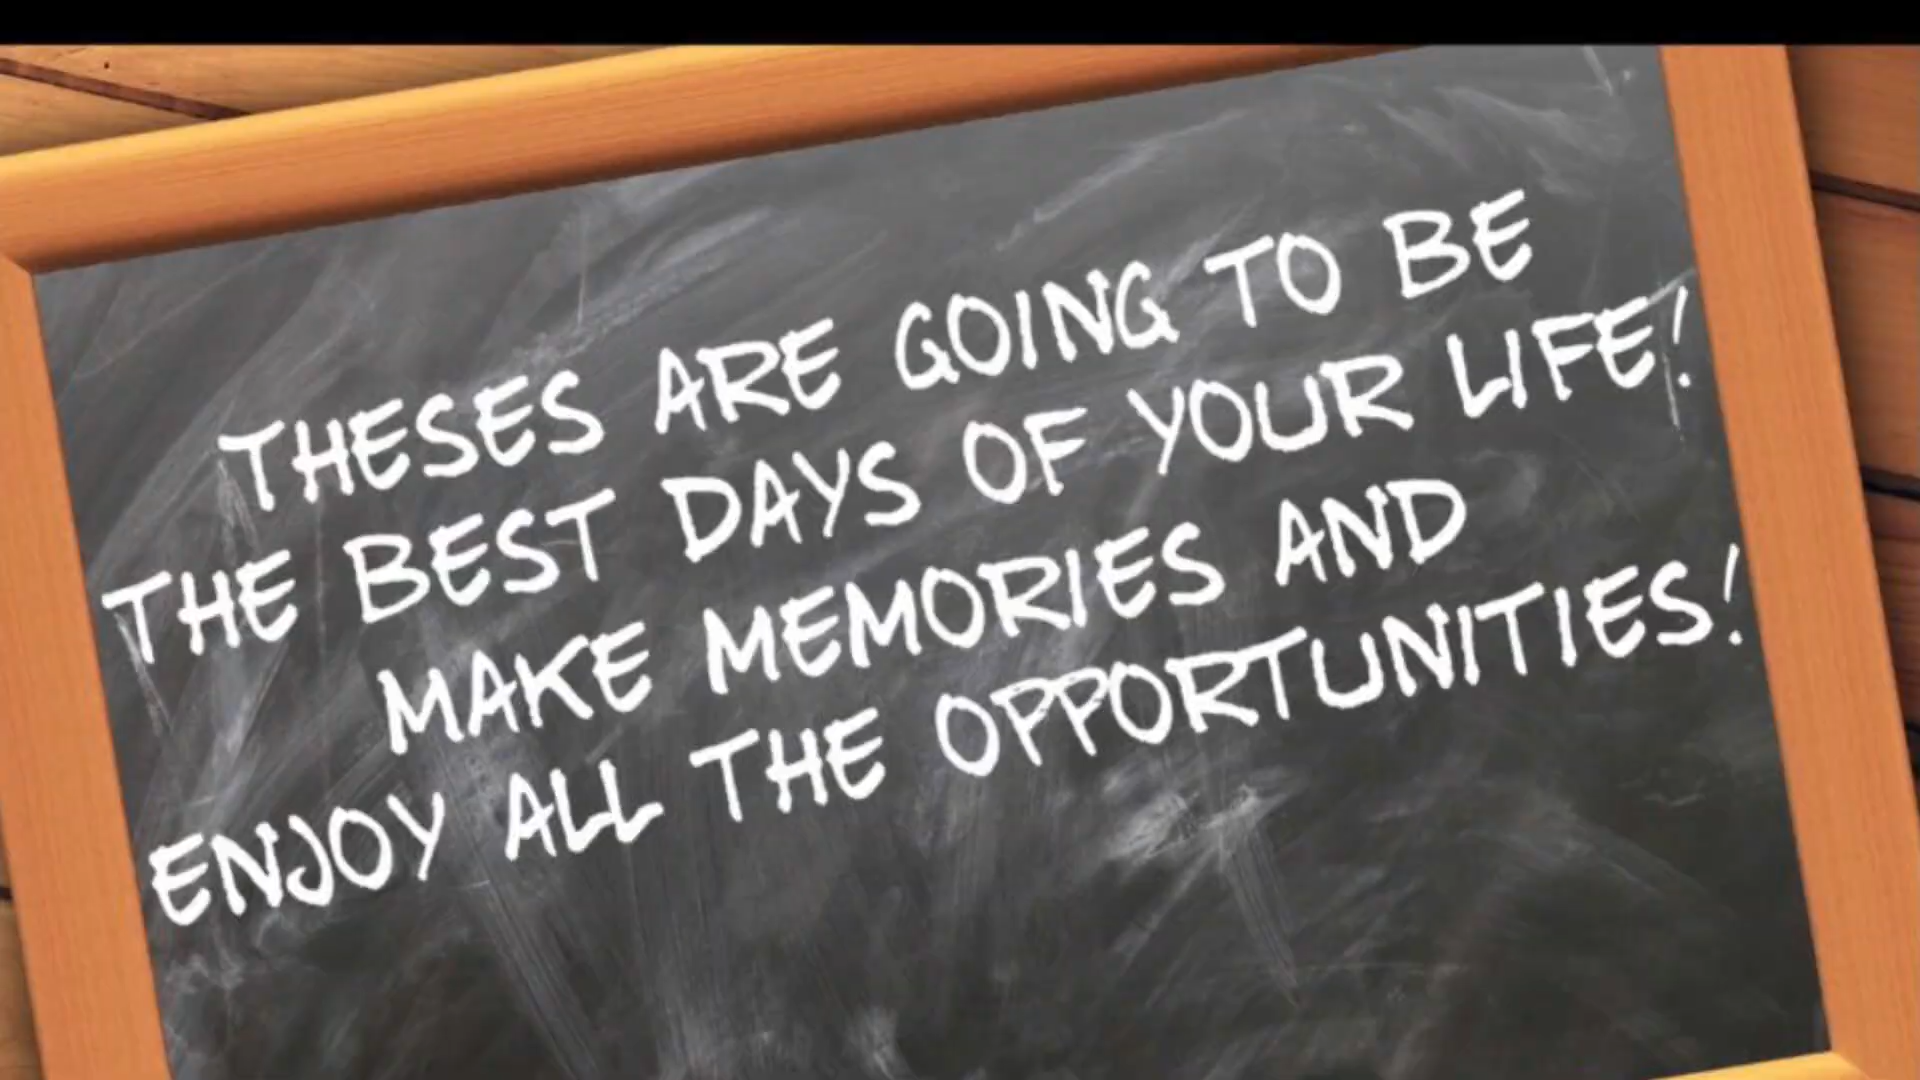 THESES ARE GOING TO BE
THE BEST DAYS OF YOUR LIFE!
MAKE MEMORIES AND
ENJOY ALL THE OPPORTUNITIES!